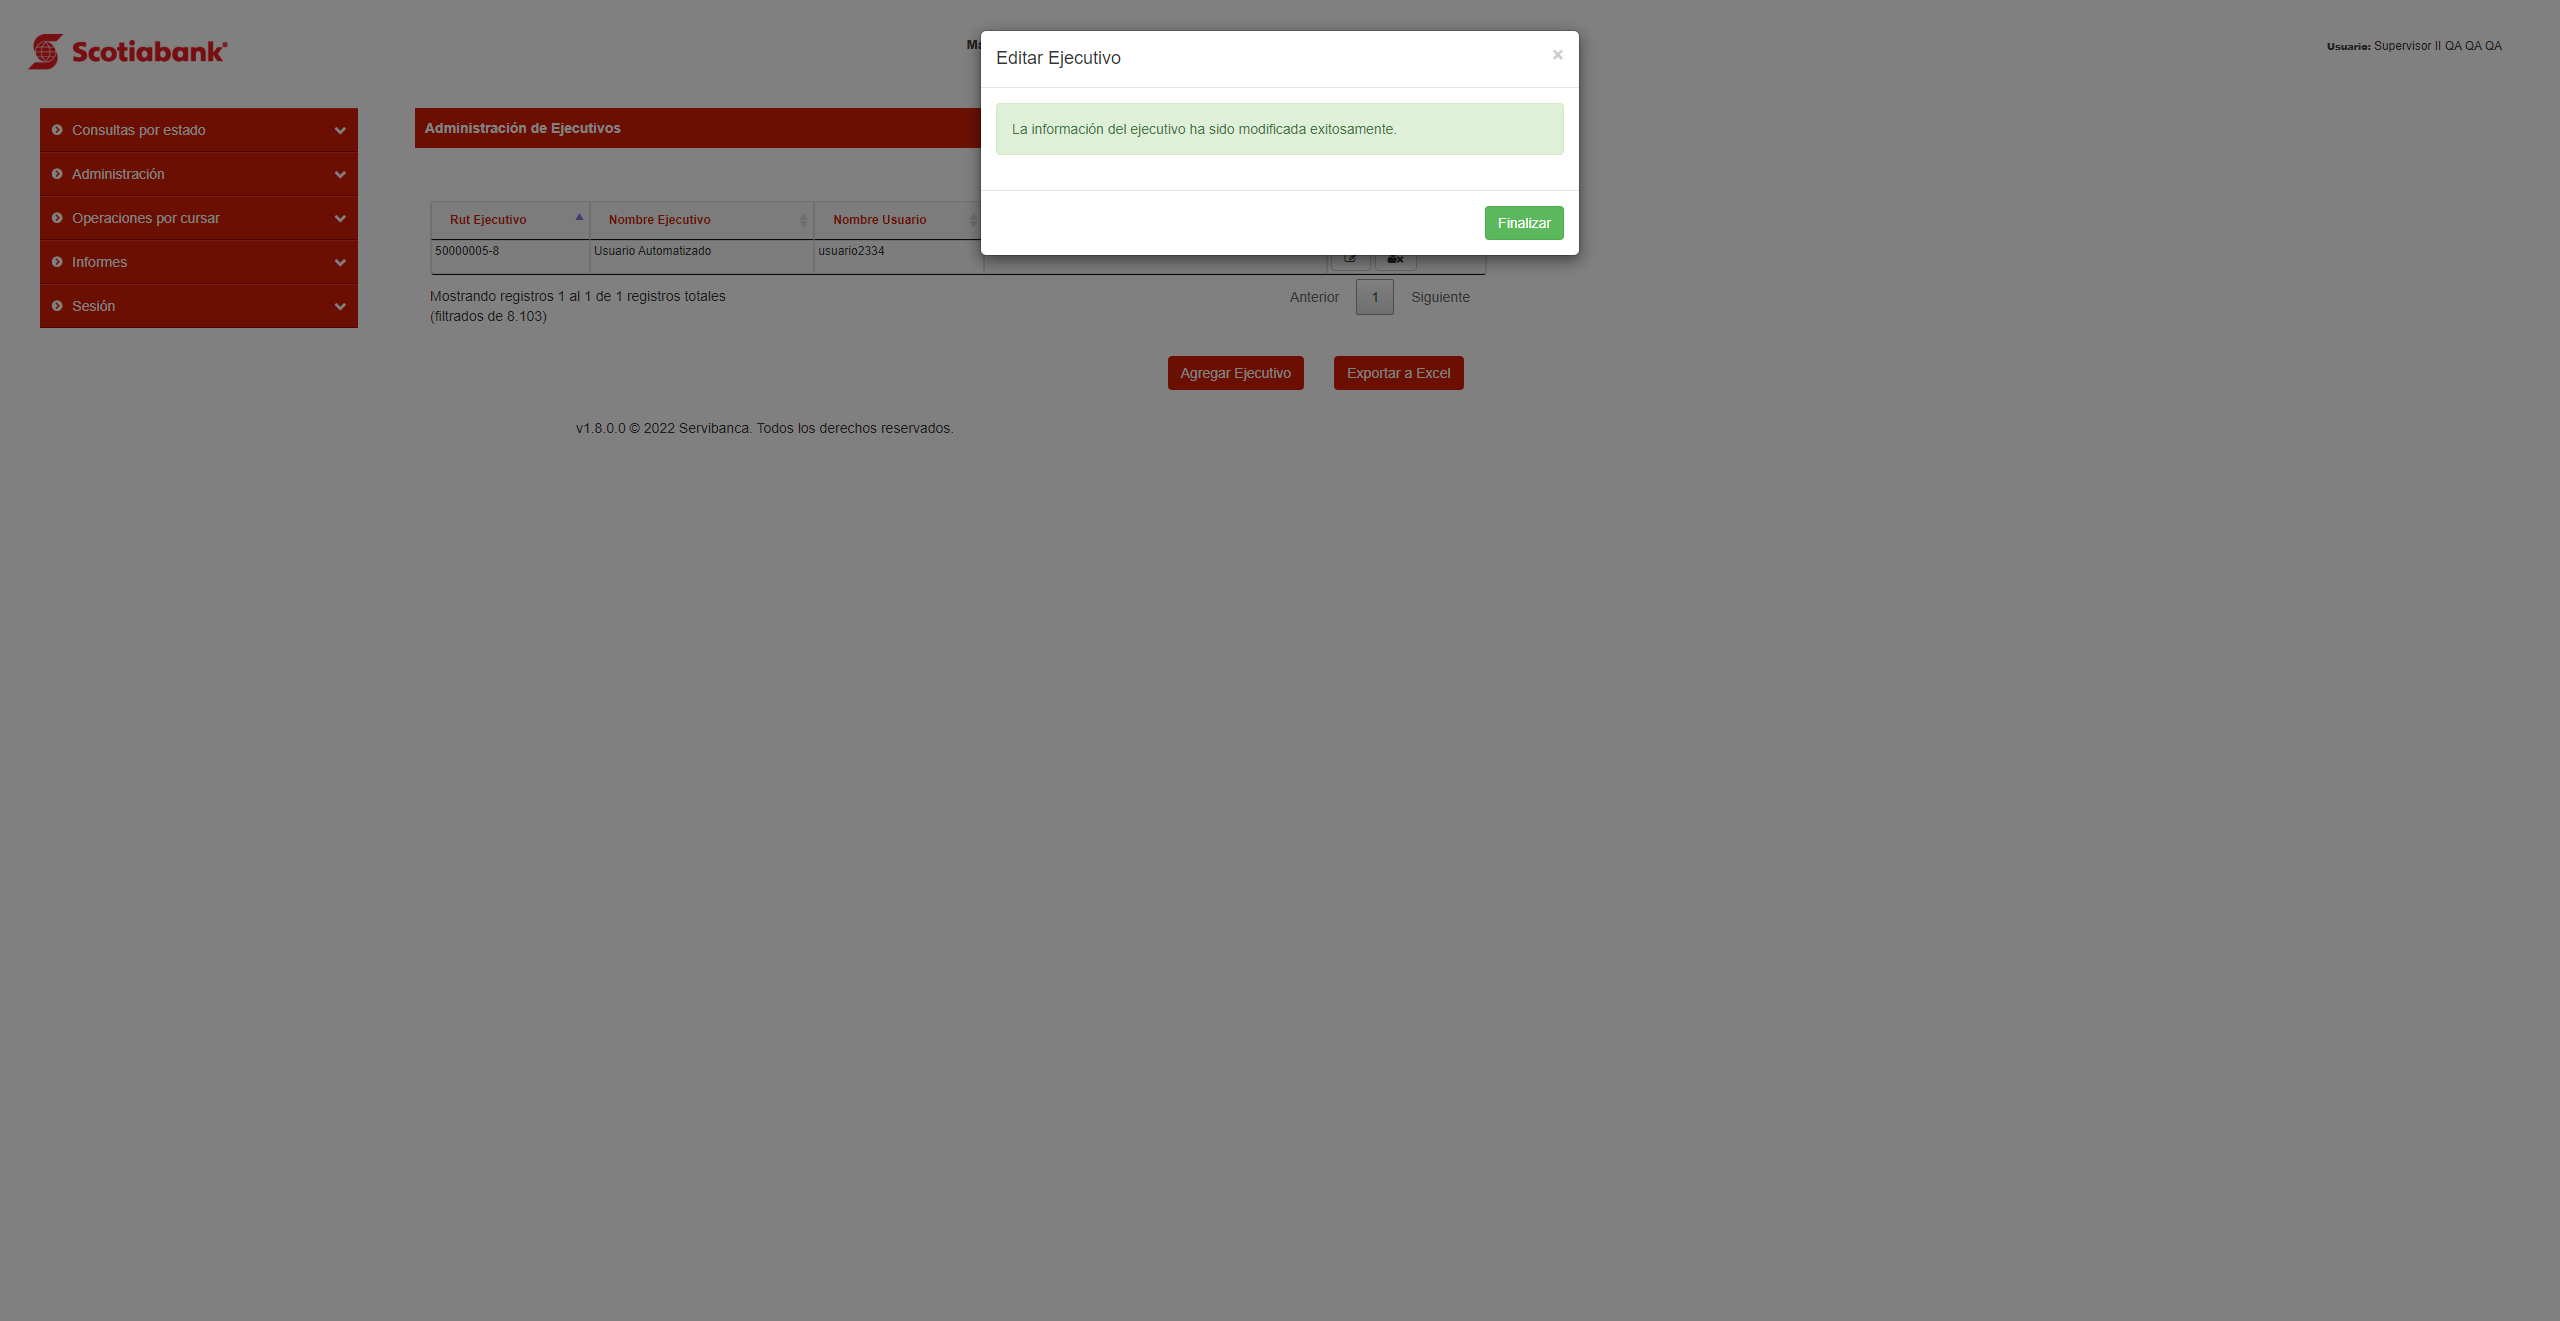 Scotiabank
Usuario: Supervisor II QA QA QA
Consultas por estado
Administración
Operaciones por cursar
Informes
Sesión
Administración de Ejecutivos
Editar Ejecutivo
×
La información del ejecutivo ha sido modificada exitosamente.
Finalizar
Rut Ejecutivo Nombre Ejecutivo Nombre Usuario
50000005-8 Usuario Automatizado usuario2334
Mostrando registros 1 al 1 de 1 registros totales
(filtrados de 8.103)
Anterior 1 Siguiente
Agregar Ejecutivo Exportar a Excel
v1.8.0.0 © 2022 Servibanca. Todos los derechos reservados.